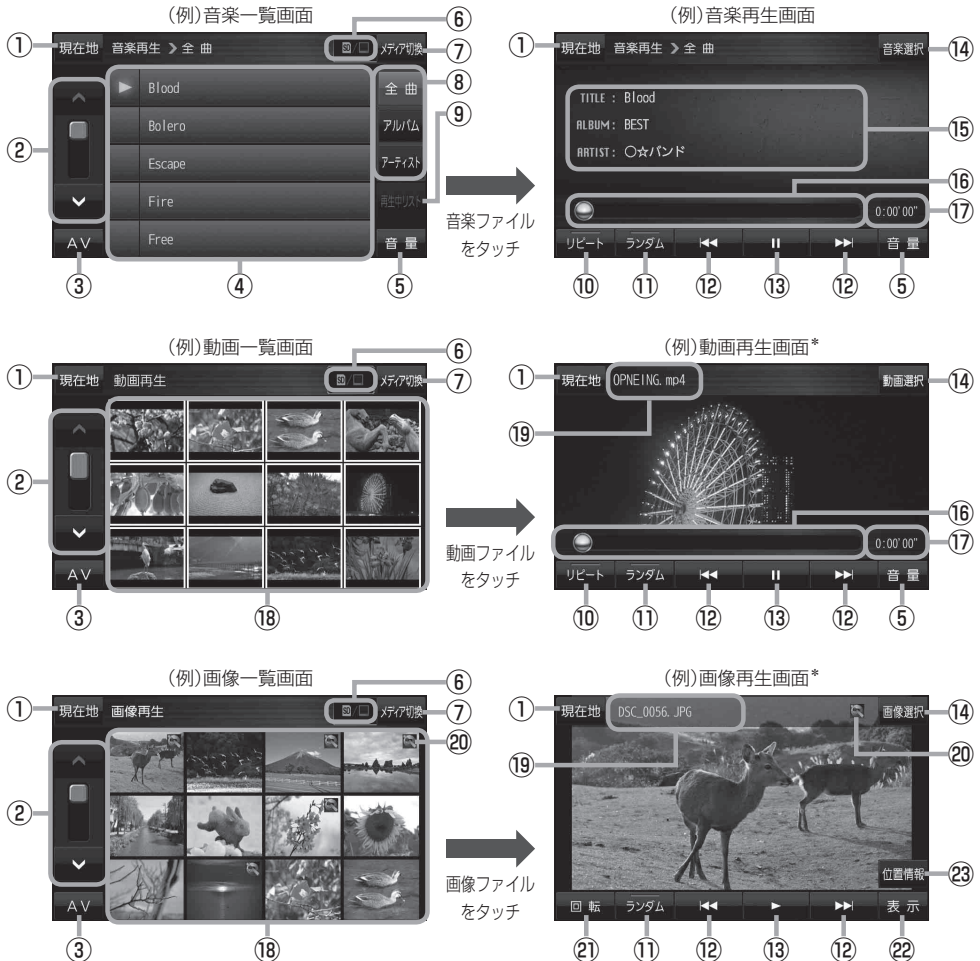 (例)音楽一覧画面
⑥
(例)音楽再生画面
① 現在地 音楽再生 > 全 曲 SD/ メディア切換 ⑦
① 現在地 音楽再生 > 全 曲 音楽選択 ⑭
Blood
全 曲 ⑧
Bolero
アルバム ⑨
②
Escape
アーティスト
Fire
再生中リスト
Free
AV
音 量
③ ④ ⑤
音楽ファイル
をタッチ
TITLE : Blood
ALBUM : BEST
ARTIST : ○☆バンド
⑮
⑯
0:00'00" ⑰
リピート ランダム 音 量
⑩ ⑪ ⑫ ⑬ ⑫ ⑤
(例)動画一覧画面
⑥
(例)動画再生画面*
① 現在地 動画再生 SD/ メディア切換 ⑦
① 現在地 OPNEING.mp4 動画選択 ⑭
⑲
②
AV
③ ⑱
動画ファイル
をタッチ
⑯
0:00'00" ⑰
リピート ランダム 音 量
⑩ ⑪ ⑫ ⑬ ⑫ ⑤
(例)画像一覧画面
⑥
(例)画像再生画面*
① 現在地 画像再生 SD/ メディア切換 ⑦
⑳
① 現在地 DSC_0056.JPG 画像選択 ⑭
⑲ ⑳
②
AV
③ ⑱
画像ファイル
をタッチ
位置情報 ㉓
回 転 ランダム 表 示
㉑ ⑪ ⑫ ⑬ ⑫ ㉒